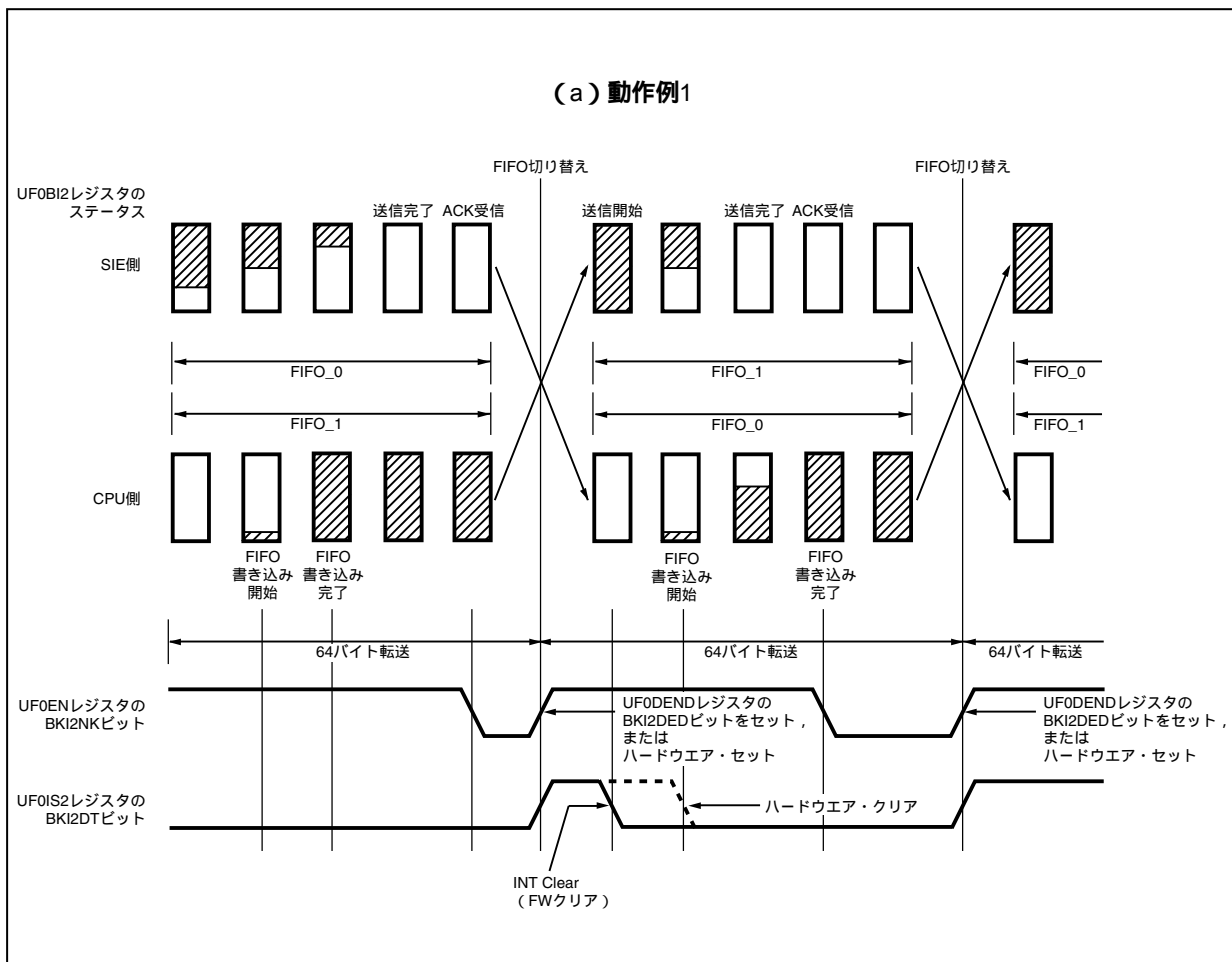 （a）動作例1
FIFO切り替え
FIFO切り替え
UF0BI2レジスタの
ステータス
送信完了 ACK受信
送信開始
送信完了 ACK受信
SIE側
FIFO_0
FIFO_1
FIFO_0
FIFO_1
FIFO_0
FIFO_1
CPU側
FIFO
書き込み
開始
FIFO
書き込み
完了
FIFO
書き込み
開始
FIFO
書き込み
完了
64バイト転送
64バイト転送
64バイト転送
UF0ENレジスタの
BKI2NKビット
UF0DENDレジスタの
BKI2DEDビットをセット，
または
ハードウエア・セット
UF0DENDレジスタの
BKI2DEDビットをセット，
または
ハードウエア・セット
UF0IS2レジスタの
BKI2DTビット
ハードウエア・クリア
INT Clear
（FWクリア）